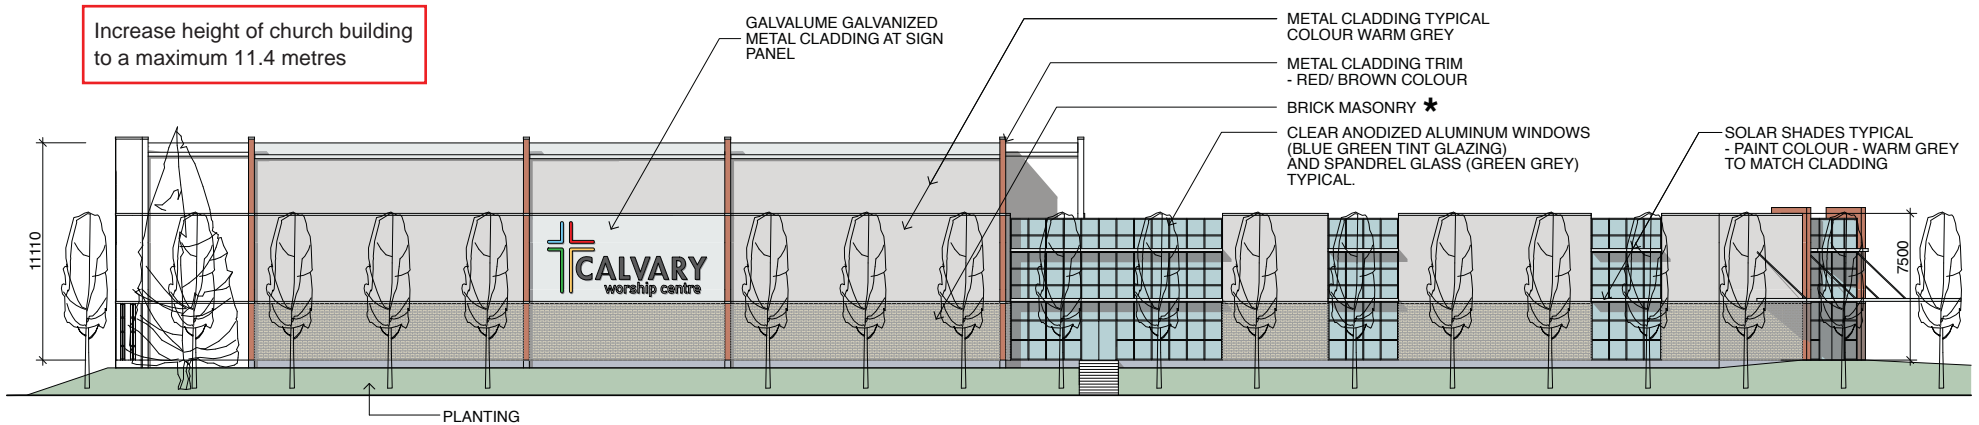 Increase height of church building
to a maximum 11.4 metres
GALVALUME GALVANIZED
METAL CLADDING AT SIGN
PANEL
METAL CLADDING TYPICAL
COLOUR WARM GREY
METAL CLADDING TRIM
- RED/ BROWN COLOUR
BRICK MASONRY *
CLEAR ANODIZED ALUMINUM WINDOWS
(BLUE GREEN TINT GLAZING)
AND SPANDREL GLASS (GREEN GREY)
TYPICAL.
SOLAR SHADES TYPICAL
- PAINT COLOUR - WARM GREY
TO MATCH CLADDING
11110
CALVARY
worship centre
7500
PLANTING